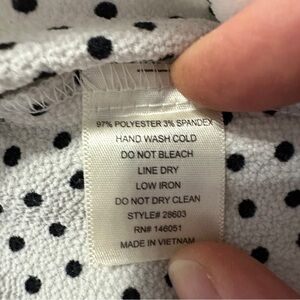 97% POLYESTER 3% SPANDEX
HAND WASH COLD
DO NOT BLEACH
LINE DRY
LOW IRON
DO NOT DRY CLEAN
STYLE# 28603
RN# 146051
MADE IN VIETNAM